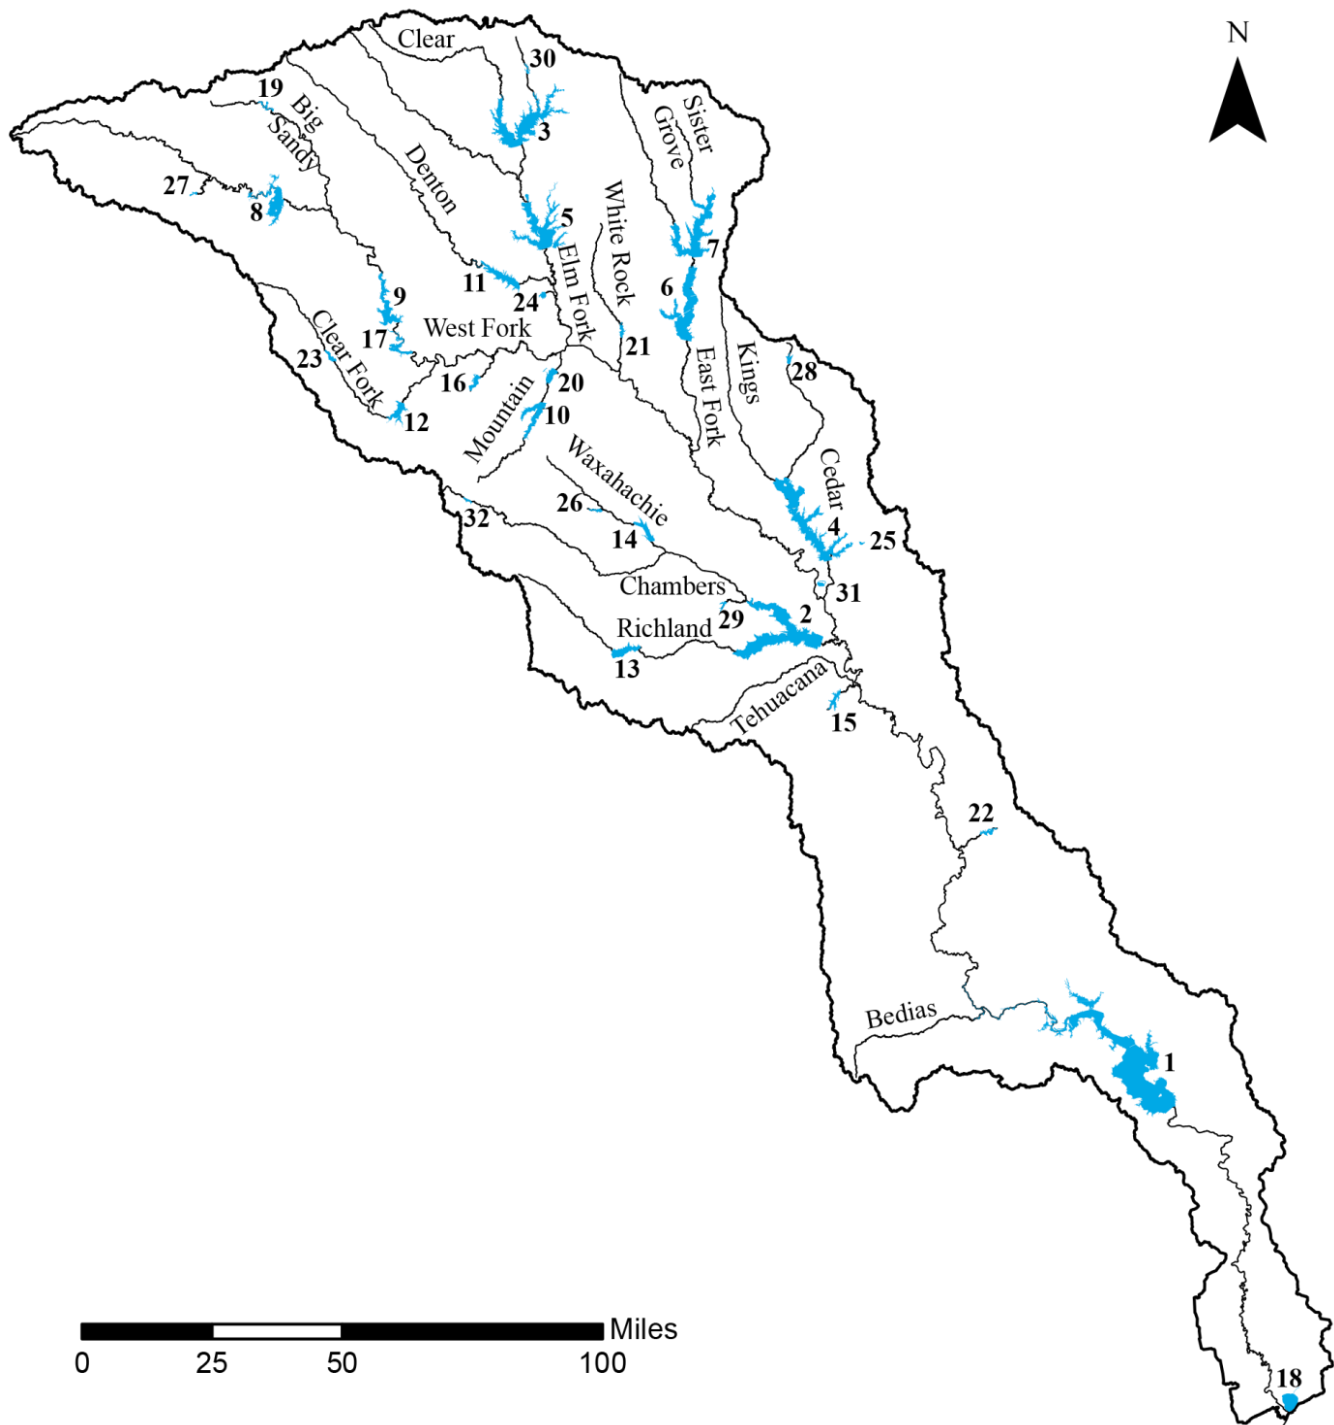 N
Clear
30
19
Big
Sandy
3
Sister
Grove
Denton
27
8
White Rock
5
7
Elm Fork
11
6
24
9
West Fork
17
21
Kings
28
Clear Fork
23
16
20
East Fork
12
10
Mountain
Waxahachie
Cedar
26
32
14
4
25
Chambers
31
29
2
Richland
13
Tehuacana
15
22
Bedias
1
Miles
0 25 50 100
18